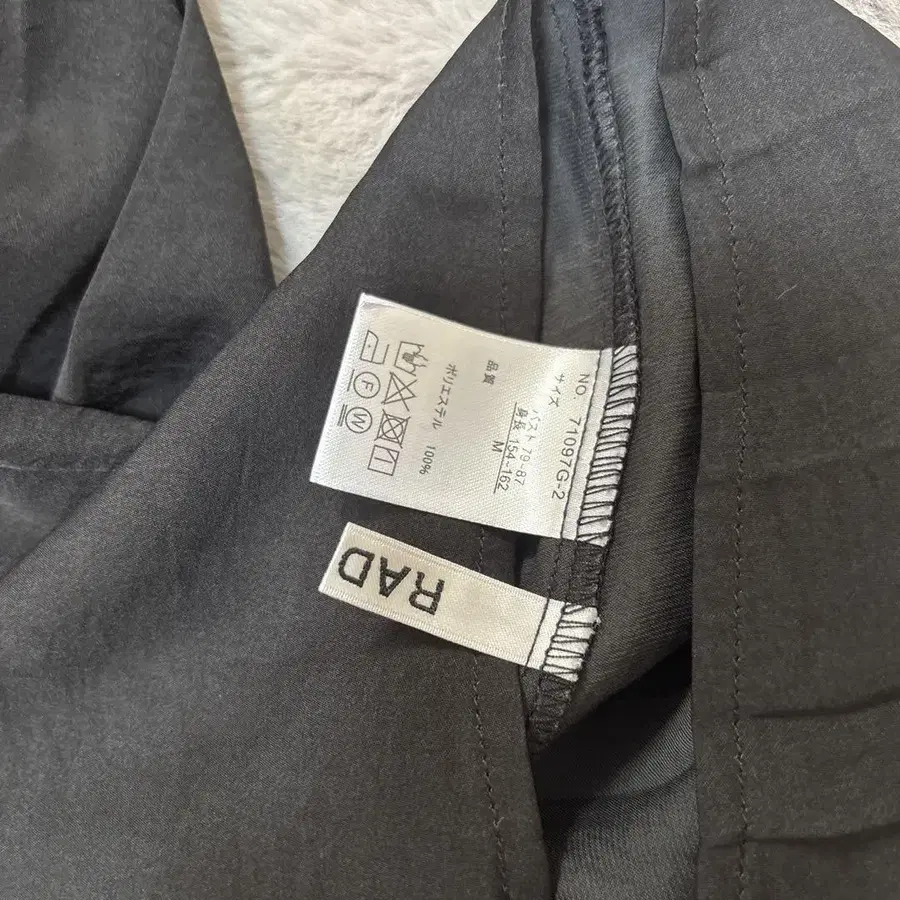 NO. 71097G-2
サイズ
バスト 79-87
身長 154-162
M
品質
ポリエステル 100%
F
W
RAD